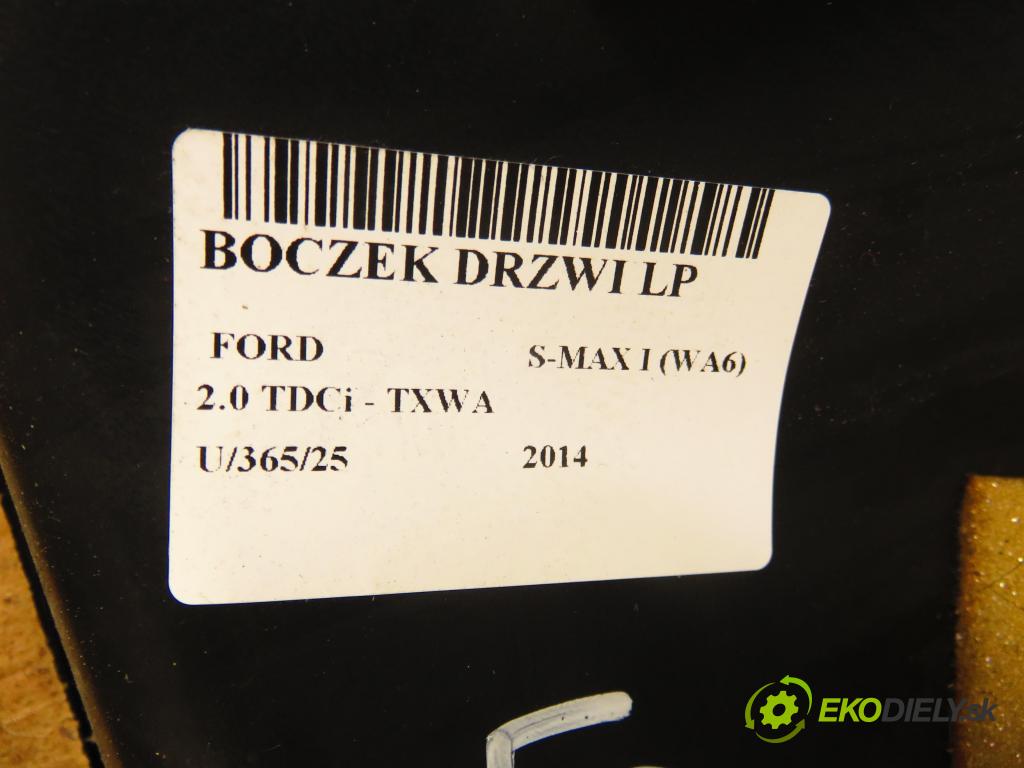 BOCZEK DRZWI LP
FORD S-MAX I (WA6)
2.0 TDCi - TXWA
U/365/25 2014
EKODIELY.sk